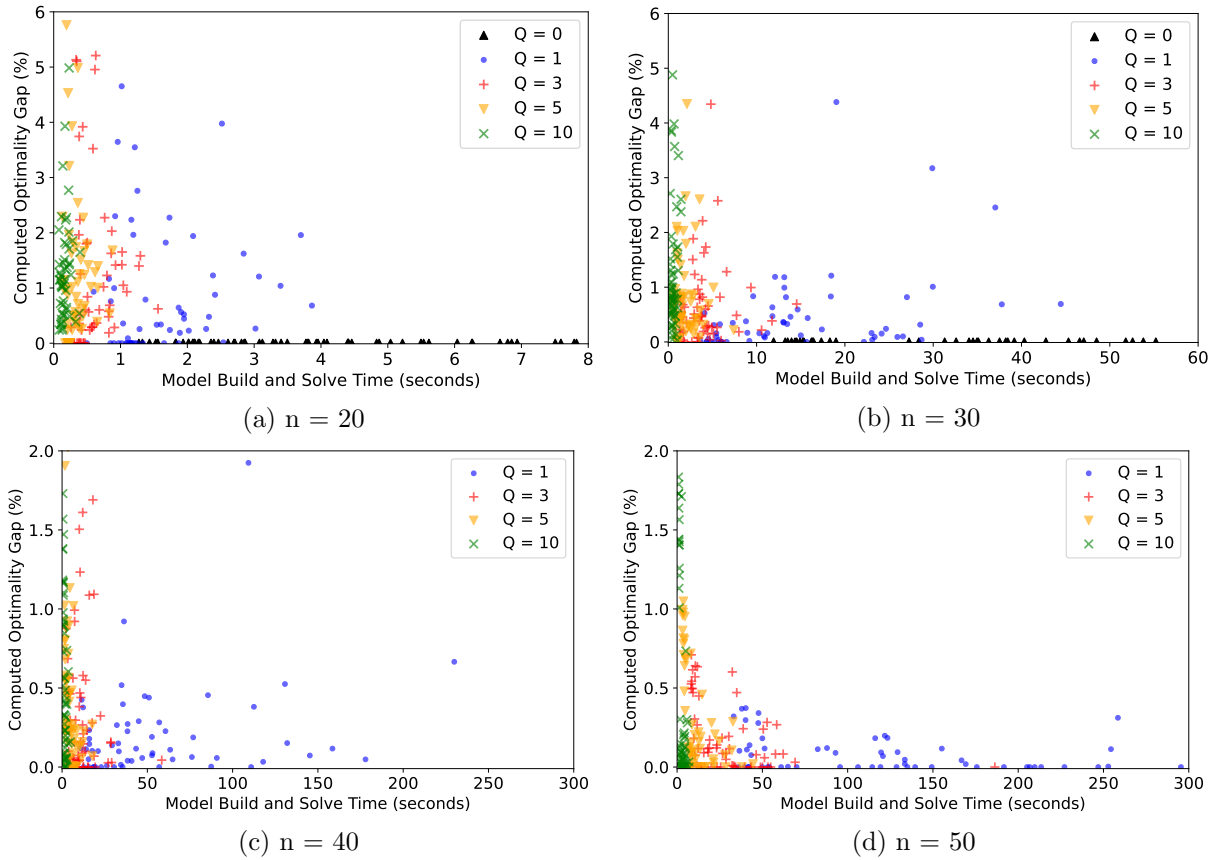 6
5
4
3
2
1
0
Computed Optimality Gap (%)
Q = 0
Q = 1
Q = 3
Q = 5
Q = 10
0 1 2 3 4 5 6 7 8
Model Build and Solve Time (seconds)
(a) n = 20
6
5
4
3
2
1
0
Computed Optimality Gap (%)
Q = 0
Q = 1
Q = 3
Q = 5
Q = 10
0 10 20 30 40 50 60
Model Build and Solve Time (seconds)
(b) n = 30
2.0
1.5
1.0
0.5
0.0
Computed Optimality Gap (%)
Q = 1
Q = 3
Q = 5
Q = 10
0 50 100 150 200 250 300
Model Build and Solve Time (seconds)
(c) n = 40
2.0
1.5
1.0
0.5
0.0
Computed Optimality Gap (%)
Q = 1
Q = 3
Q = 5
Q = 10
0 50 100 150 200 250 300
Model Build and Solve Time (seconds)
(d) n = 50